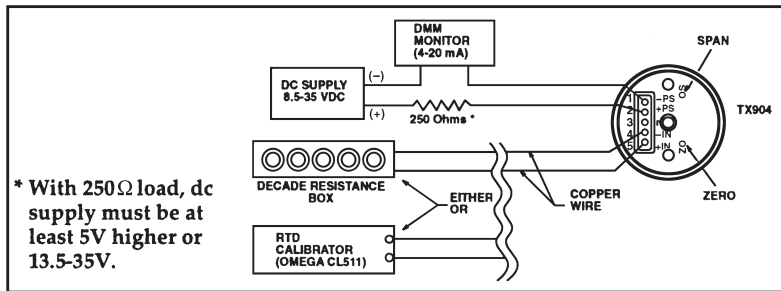 DMM
MONITOR
(4-20 mA)
SPAN
DC SUPPLY
8.5-35 VDC
(–)
(+)
250 Ohms *
1
2
3
4
5
–PS
+PS
–IN
+IN
OS
OZ
TX904
DECADE RESISTANCE
BOX
EITHER
OR
COPPER
WIRE
ZERO
RTD
CALIBRATOR
(OMEGA CL511)
* With 250Ω load, dc
supply must be at
least 5V higher or
13.5-35V.